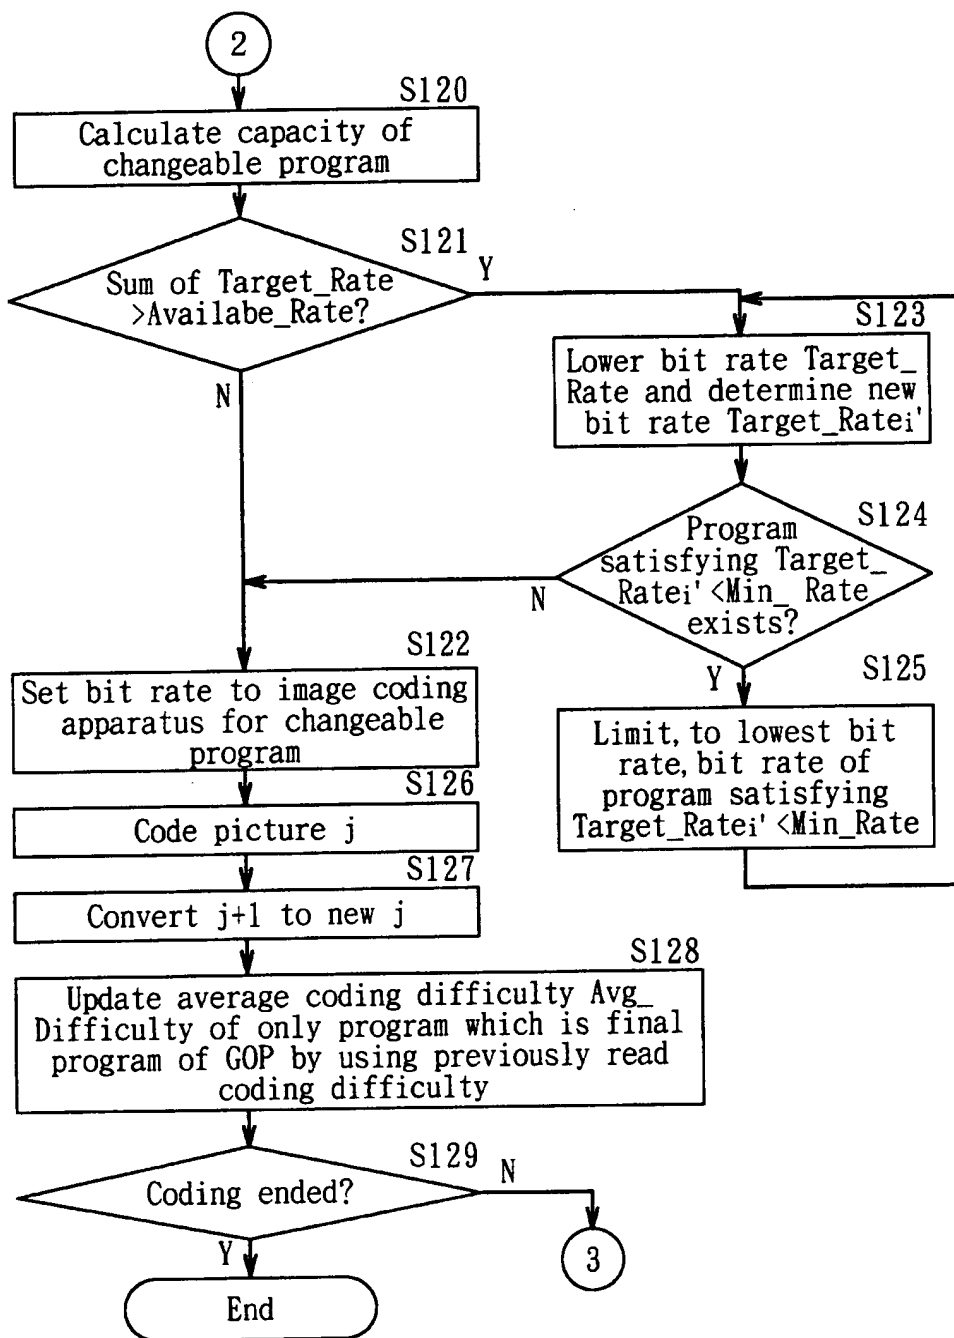 2
S120
Calculate capacity of
changeable program
S121
Sum of Target_Rate
>Availabe_Rate?
Y
N
S123
Lower bit rate Target_
Rate and determine new
bit rate Target_Ratei'
S124
Program
satisfying Target_
Ratei' <Min_ Rate
exists?
N
Y
S125
Limit, to lowest bit
rate, bit rate of
program satisfying
Target_Ratei' <Min_Rate
S122
Set bit rate to image coding
apparatus for changeable
program
S126
Code picture j
S127
Convert j+1 to new j
S128
Update average coding difficulty Avg_
Difficulty of only program which is final
program of GOP by using previously read
coding difficulty
S129
Coding ended?
N
Y
3
End